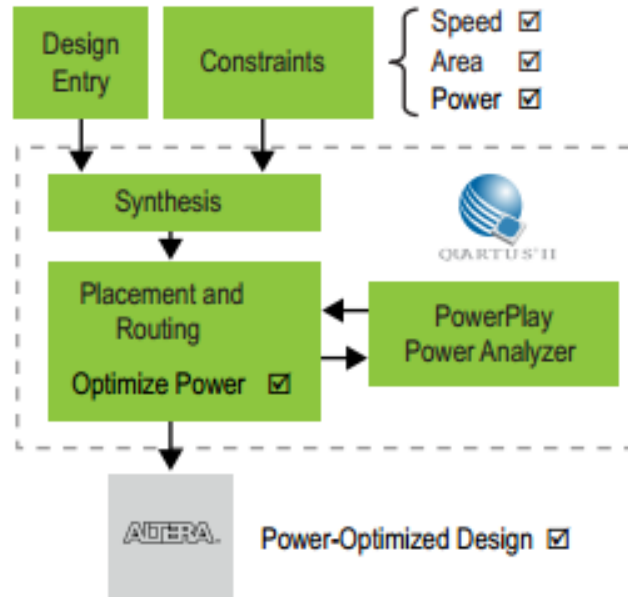 Design
Entry
Constraints
Speed ☑
Area ☑
Power ☑
Synthesis
QUARTUS® II
Placement and
Routing
Optimize Power ☑
PowerPlay
Power Analyzer
ALTERA®
Power-Optimized Design ☑